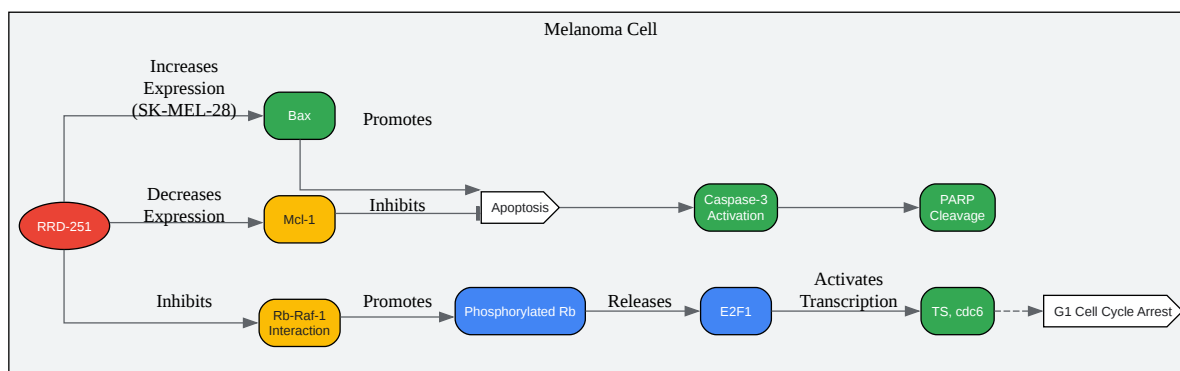 Melanoma Cell
Increases
Expression
(SK-MEL-28)
Bax
Promotes
Decreases
Expression
RRD-251
Mcl-1
Inhibits
Apoptosis
Caspase-3
Activation
PARP
Cleavage
Inhibits
Rb-Raf-1
Interaction
Promotes
Phosphorylated Rb
Releases
E2F1
Activates
Transcription
TS, cdc6
G1 Cell Cycle Arrest